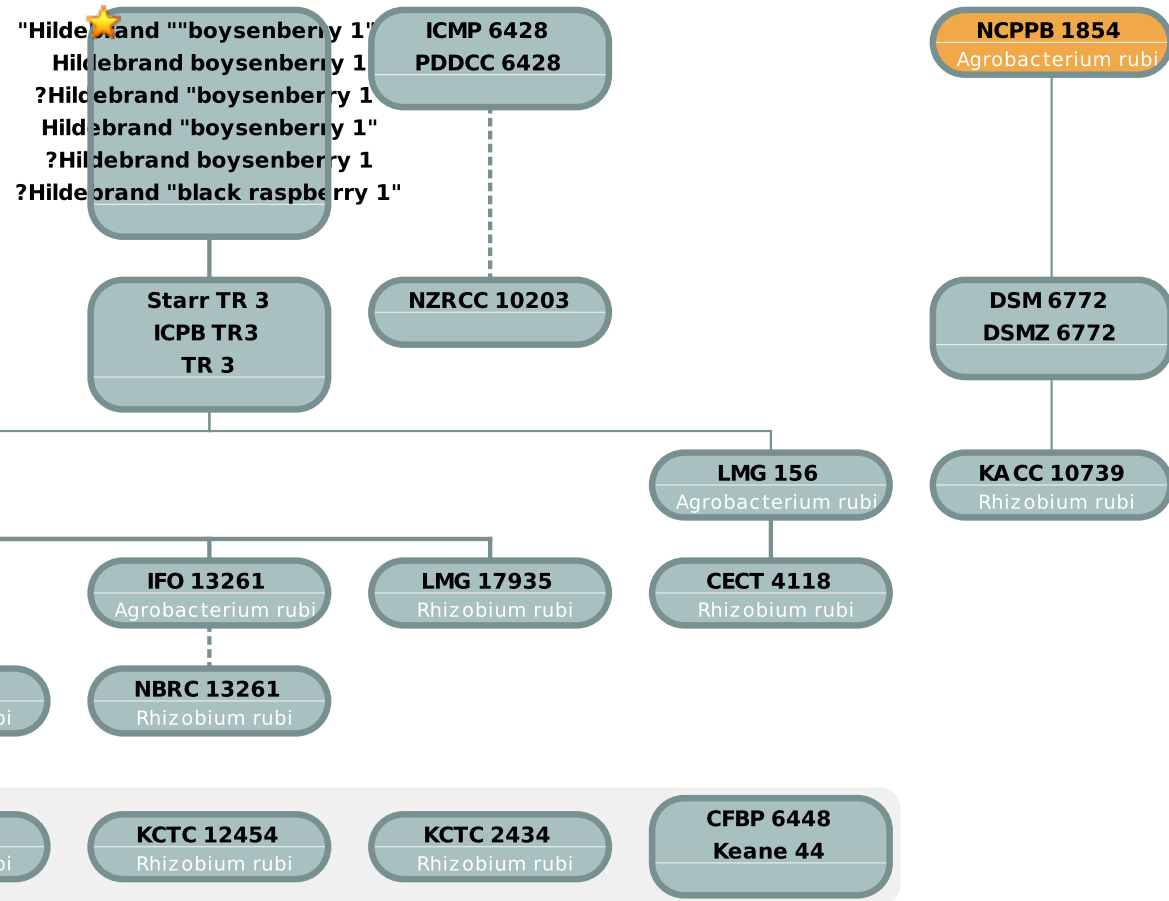 "Hildebrand ""boysenberry 1"
Hildebrand boysenberry 1
?Hildebrand "boysenberry 1
Hildebrand "boysenberry 1"
?Hildebrand boysenberry 1
?Hildebrand "black raspberry 1"
ICMP 6428
PDDCC 6428
NCPPB 1854
Agrobacterium rubi
Starr TR 3
ICPB TR3
TR 3
NZRCC 10203
DSM 6772
DSMZ 6772
LMG 156
Agrobacterium rubi
KACC 10739
Rhizobium rubi
IFO 13261
Agrobacterium rubi
LMG 17935
Rhizobium rubi
CECT 4118
Rhizobium rubi
bi
NBRC 13261
Rhizobium rubi
bi
KCTC 12454
Rhizobium rubi
KCTC 2434
Rhizobium rubi
CFBP 6448
Keane 44